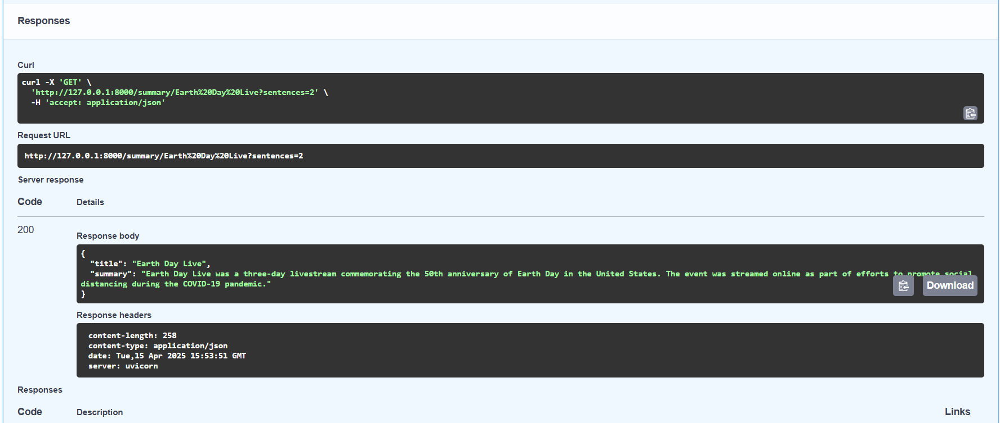 Responses
Curl
curl -X 'GET' \
  'http://127.0.0.1:8000/summary/Earth%20Day%20Live?sentences=2' \
  -H 'accept: application/json'
Request URL
http://127.0.0.1:8000/summary/Earth%20Day%20Live?sentences=2
Server response
Code Details
200
Response body
{
  "title": "Earth Day Live",
  "summary": "Earth Day Live was a three-day livestream commemorating the 50th anniversary of Earth Day in the United States. The event was streamed online as part of efforts to promote social
distancing during the COVID-19 pandemic."
}
Download
Response headers
content-length: 258
content-type: application/json
date: Tue,15 Apr 2025 15:53:51 GMT
server: uvicorn
Responses
Code Description Links